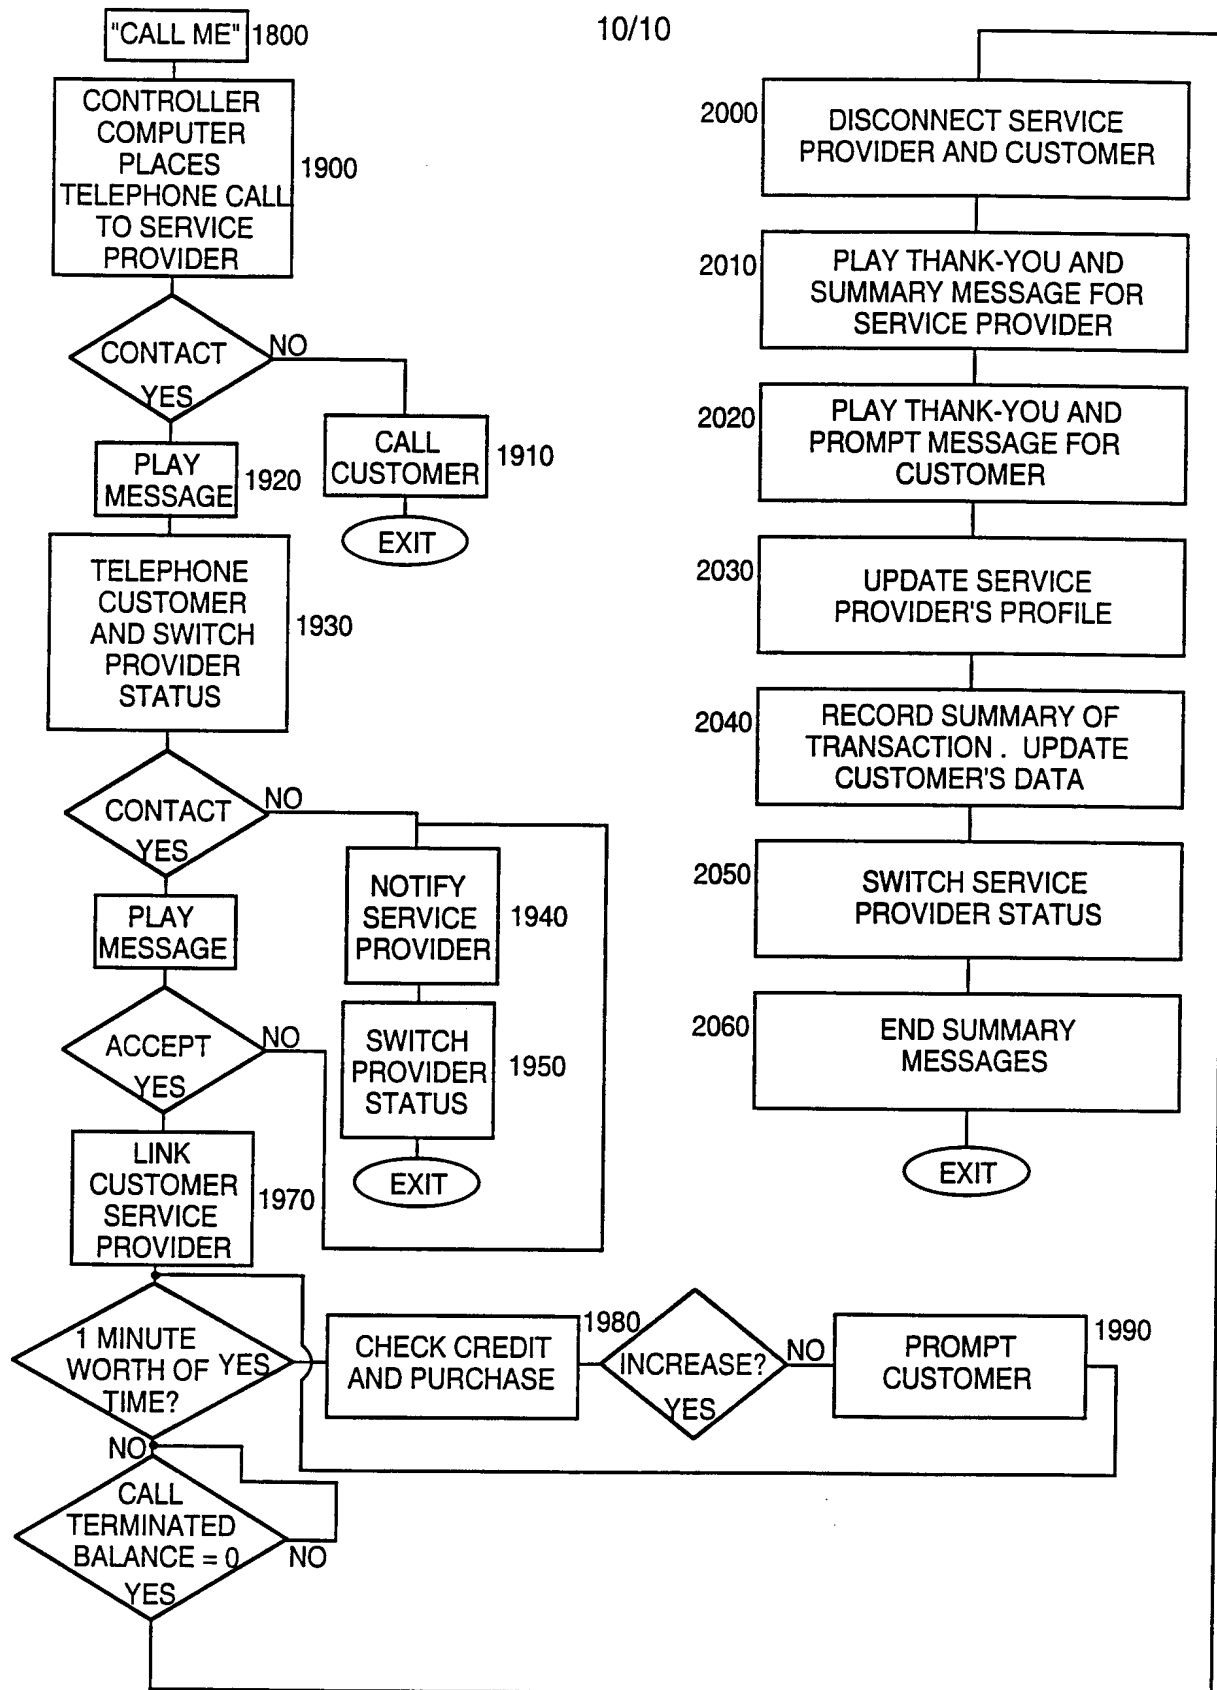 10/10
"CALL ME" 1800
CONTROLLER
COMPUTER
PLACES
TELEPHONE CALL
TO SERVICE
PROVIDER
1900
CONTACT
YES
NO
CALL
CUSTOMER
1910
EXIT
PLAY
MESSAGE
1920
TELEPHONE
CUSTOMER
AND SWITCH
PROVIDER
STATUS
1930
CONTACT
YES
NO
NOTIFY
SERVICE
PROVIDER
1940
SWITCH
PROVIDER
STATUS
1950
EXIT
PLAY
MESSAGE
ACCEPT
YES
NO
LINK
CUSTOMER
SERVICE
PROVIDER
1970
1 MINUTE
WORTH OF
TIME?
YES
NO
CHECK CREDIT
AND PURCHASE
1980
INCREASE?
YES
NO
PROMPT
CUSTOMER
1990
CALL
TERMINATED
BALANCE = 0
YES
NO
2000
DISCONNECT SERVICE
PROVIDER AND CUSTOMER
2010
PLAY THANK-YOU AND
SUMMARY MESSAGE FOR
SERVICE PROVIDER
2020
PLAY THANK-YOU AND
PROMPT MESSAGE FOR
CUSTOMER
2030
UPDATE SERVICE
PROVIDER'S PROFILE
2040
RECORD SUMMARY OF
TRANSACTION . UPDATE
CUSTOMER'S DATA
2050
SWITCH SERVICE
PROVIDER STATUS
2060
END SUMMARY
MESSAGES
EXIT